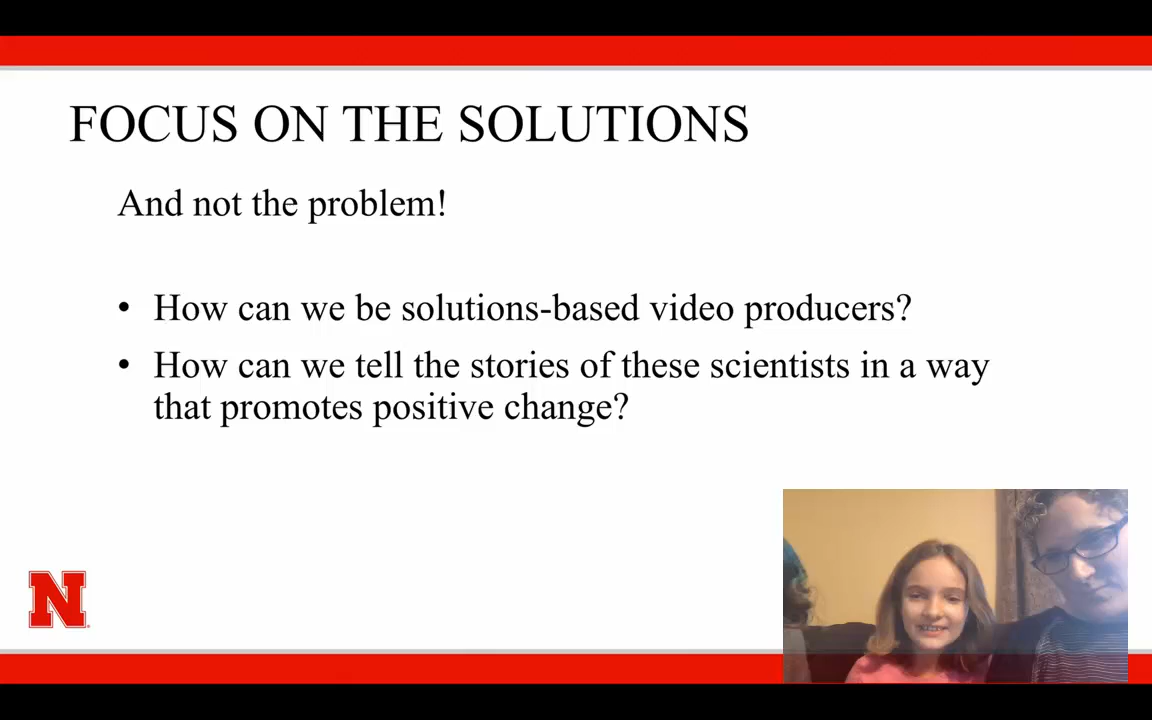 FOCUS ON THE SOLUTIONS
And not the problem!
• How can we be solutions-based video producers?
• How can we tell the stories of these scientists in a way
that promotes positive change?
N